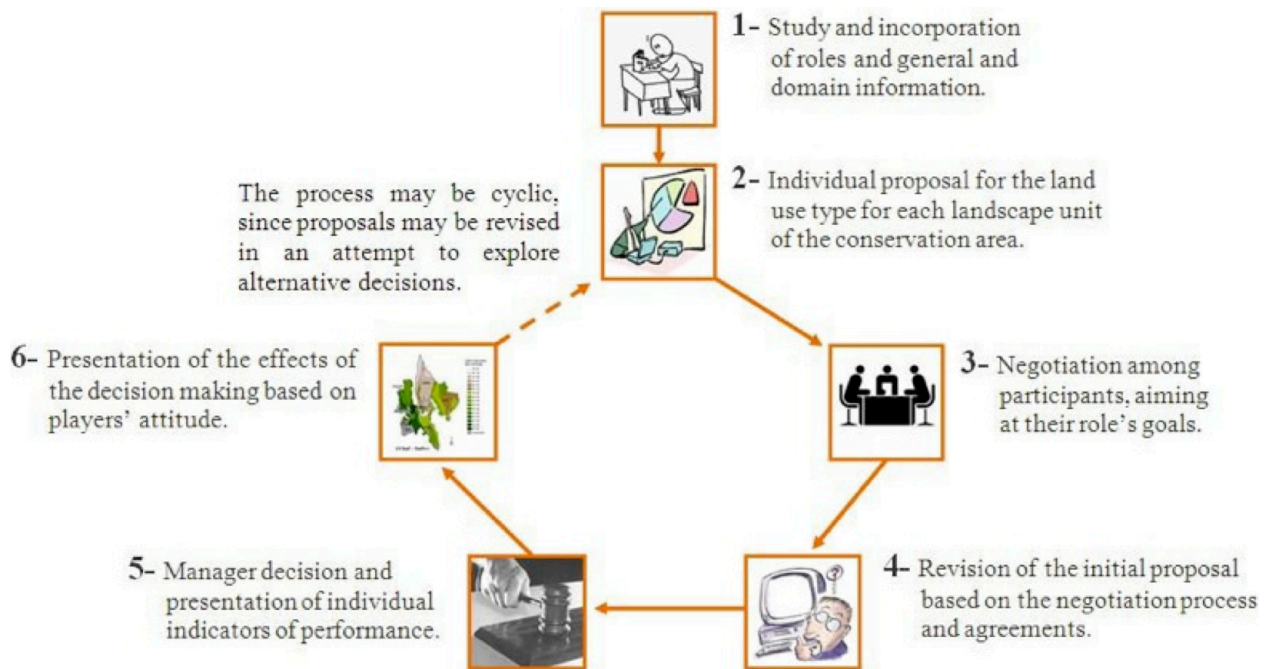 1- Study and incorporation
of roles and general and
domain information.
The process may be cyclic,
since proposals may be revised
in an attempt to explore
alternative decisions.
2- Individual proposal for the land
use type for each landscape unit
of the conservation area.
6- Presentation of the effects of
the decision making based on
players’ attitude.
3- Negotiation among
participants, aiming
at their role’s goals.
5- Manager decision and
presentation of individual
indicators of performance.
4- Revision of the initial proposal
based on the negotiation process
and agreements.